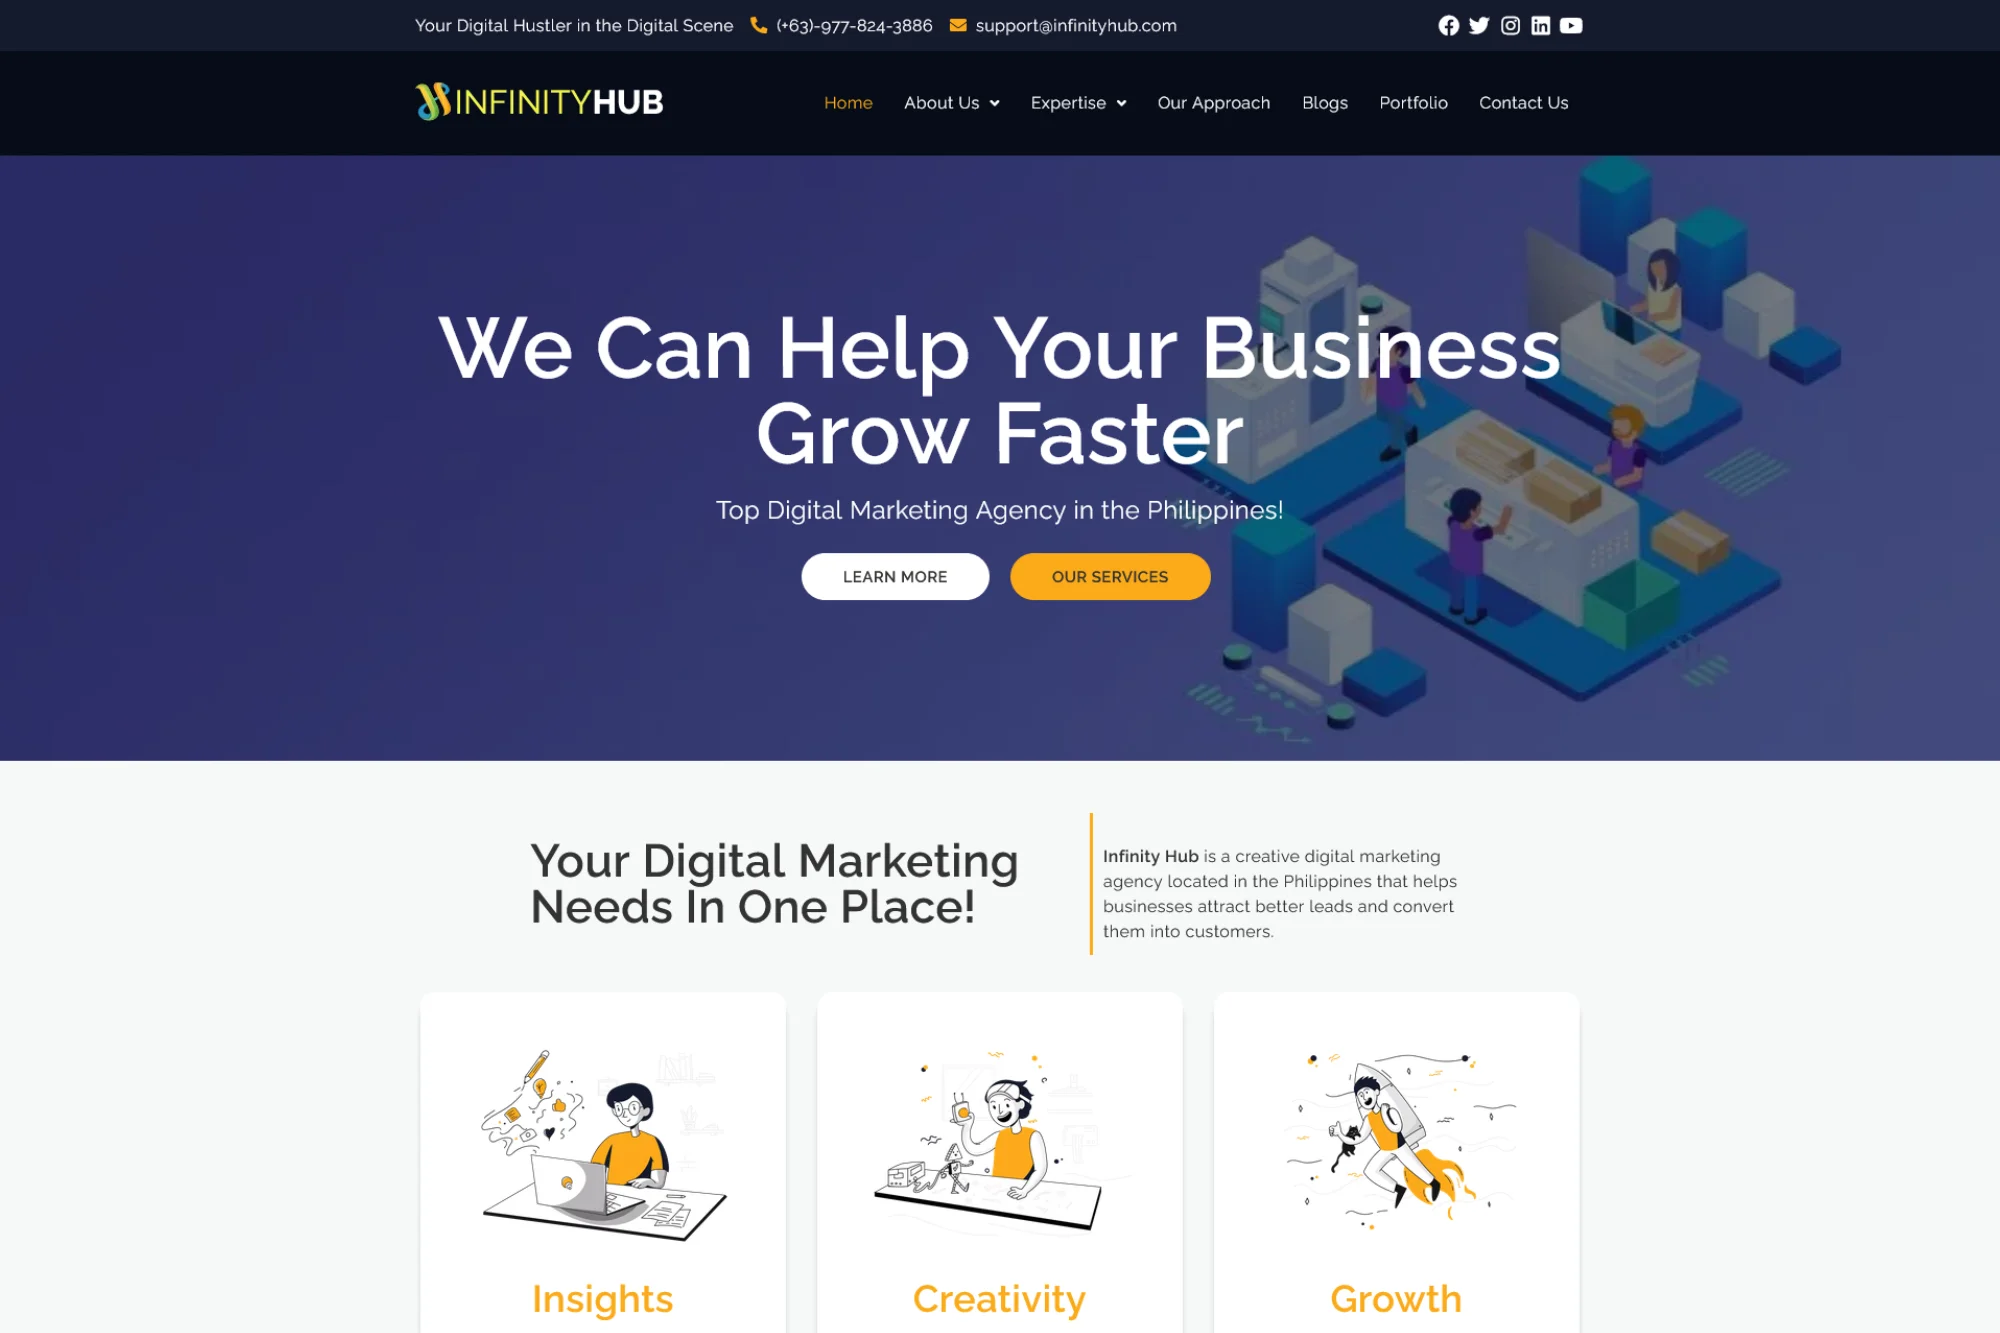 Your Digital Hustler in the Digital Scene (+63)-977-824-3886 support@infinityhub.com
INFINITYHUB
Home About Us Expertise Our Approach Blogs Portfolio Contact Us
We Can Help Your Business
Grow Faster
Top Digital Marketing Agency in the Philippines!
LEARN MORE OUR SERVICES
Your Digital Marketing
Needs In One Place!
Infinity Hub is a creative digital marketing
agency located in the Philippines that helps
businesses attract better leads and convert
them into customers.
Insights Creativity Growth